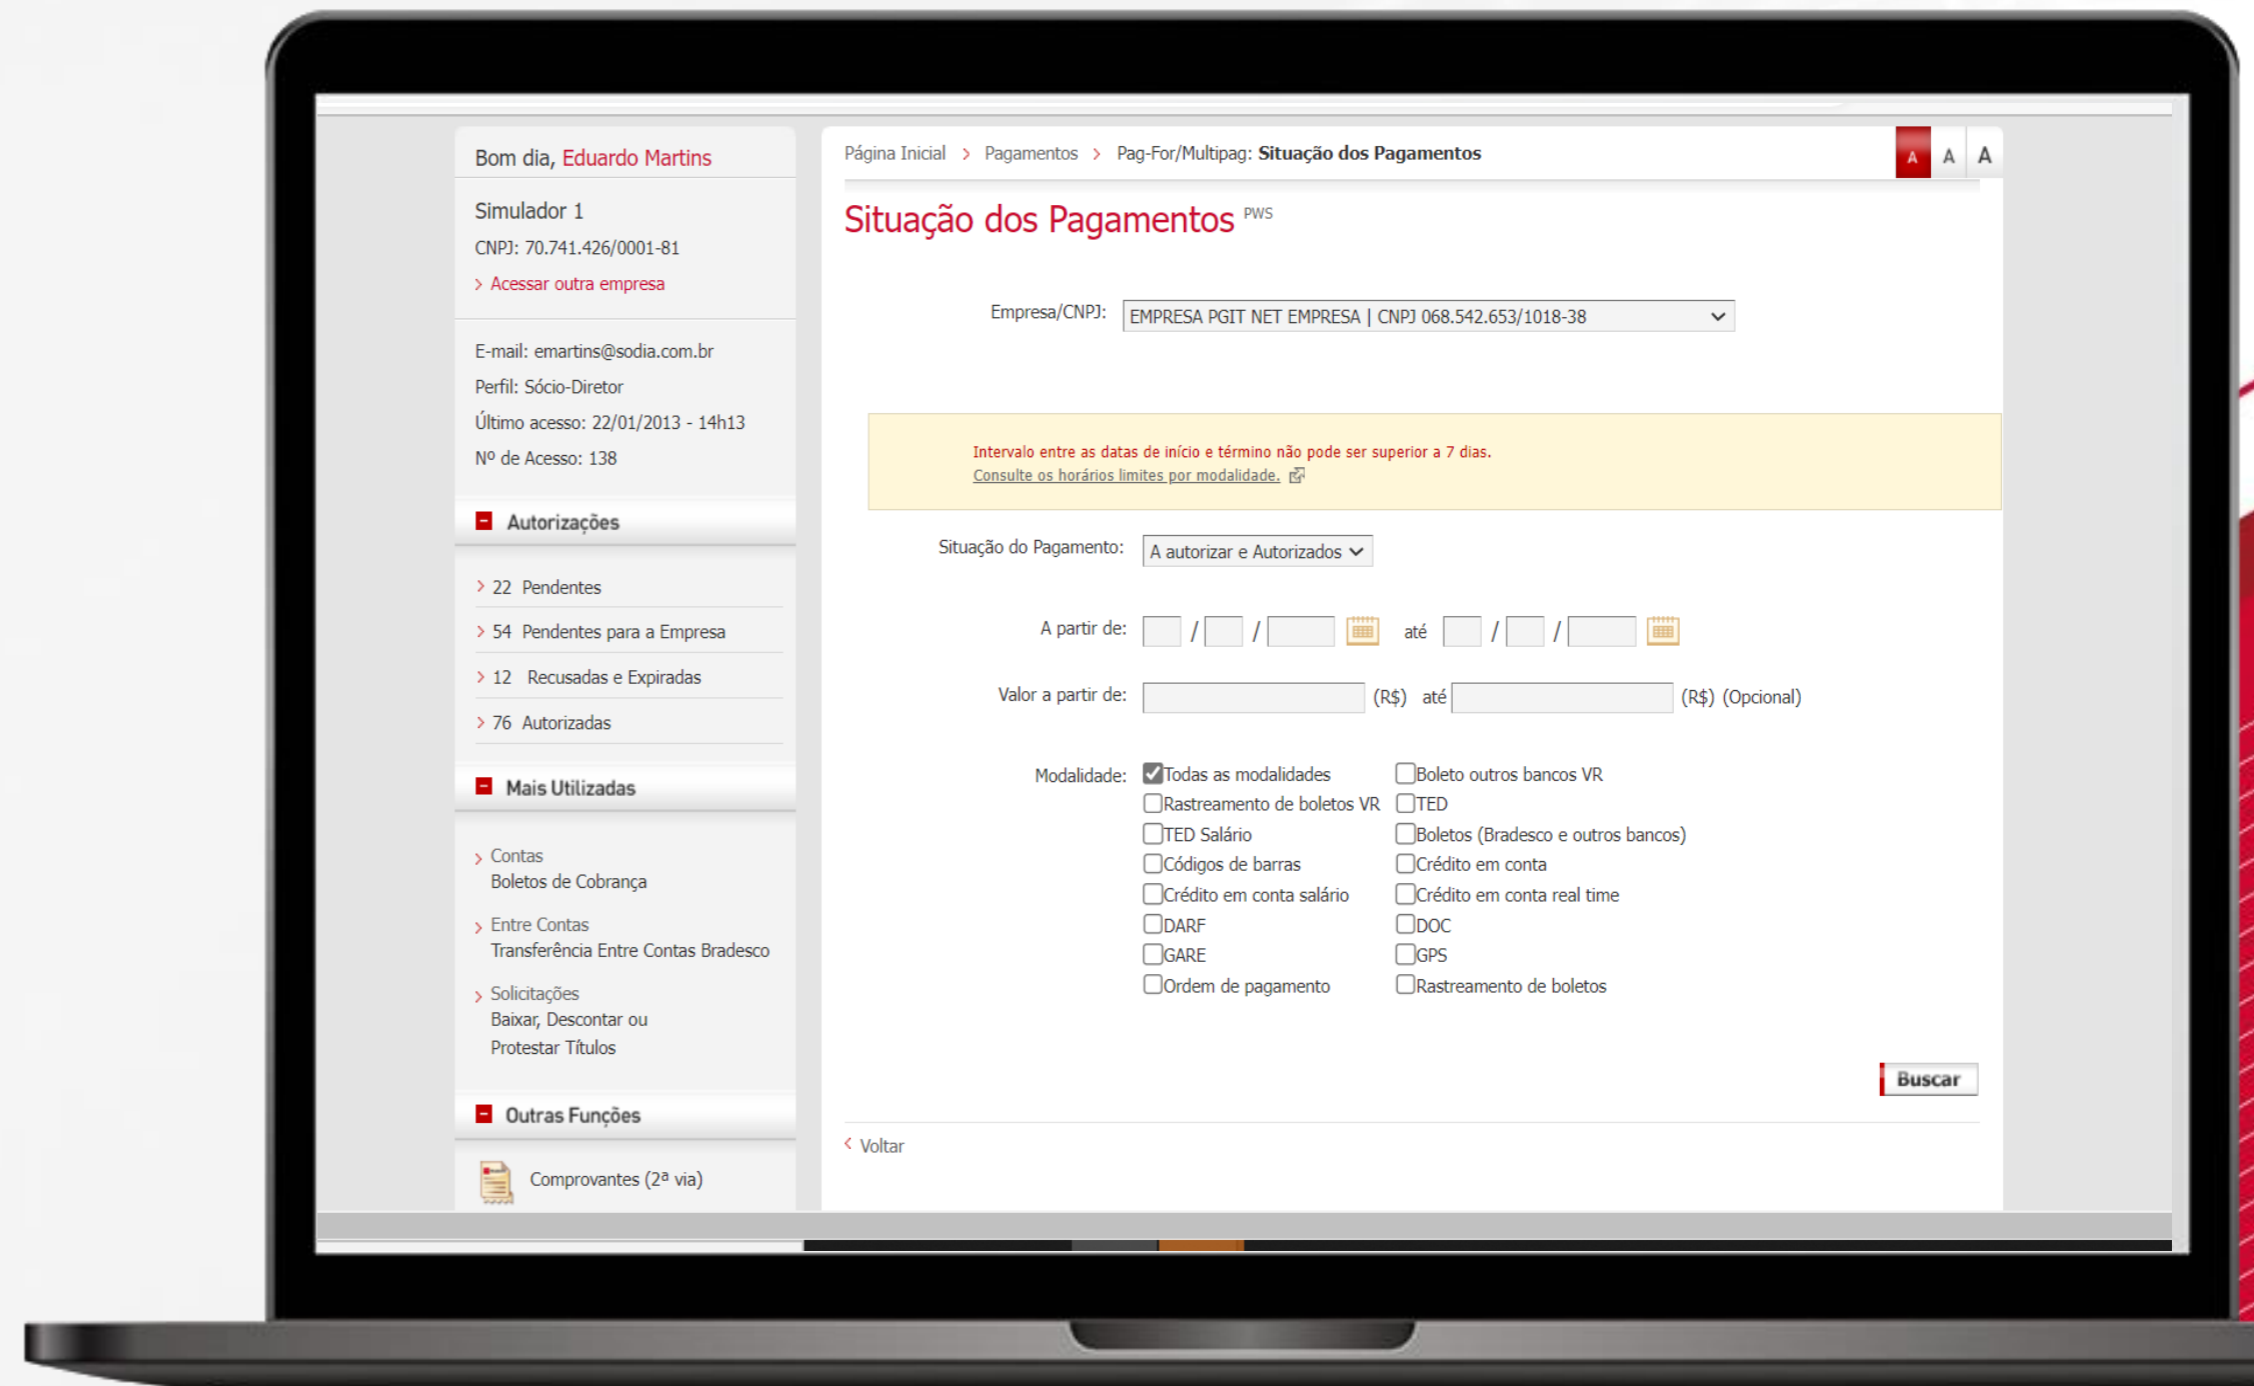 Bom dia, Eduardo Martins
Simulador 1
CNPJ: 70.741.426/0001-81
Acessar outra empresa
E-mail: emartins@sodia.com.br
Perfil: Sócio-Diretor
Último acesso: 22/01/2013 - 14h13
Nº de Acesso: 138
Autorizações
22 Pendentes
54 Pendentes para a Empresa
12 Recusadas e Expiradas
76 Autorizadas
Mais Utilizadas
Contas
Boletos de Cobrança
Entre Contas
Transferência Entre Contas Bradesco
Solicitações
Baixar, Descontar ou
Protestar Títulos
Outras Funções
Comprovantes (2ª via)
Página Inicial > Pagamentos > Pag-For/Multipag: Situação dos Pagamentos
A A A
Situação dos Pagamentos PWS
Empresa/CNPJ: EMPRESA PGIT NET EMPRESA | CNPJ 068.542.653/1018-38
Intervalo entre as datas de início e término não pode ser superior a 7 dias.
Consulte os horários limites por modalidade.
Situação do Pagamento: A autorizar e Autorizados
A partir de: / / até / /
Valor a partir de: (R$) até (R$) (Opcional)
Modalidade: Todas as modalidades Boleto outros bancos VR
Rastreamento de boletos VR TED
TED Salário Boletos (Bradesco e outros bancos)
Códigos de barras Crédito em conta
Crédito em conta salário Crédito em conta real time
DARF DOC
GARE GPS
Ordem de pagamento Rastreamento de boletos
Buscar
Voltar